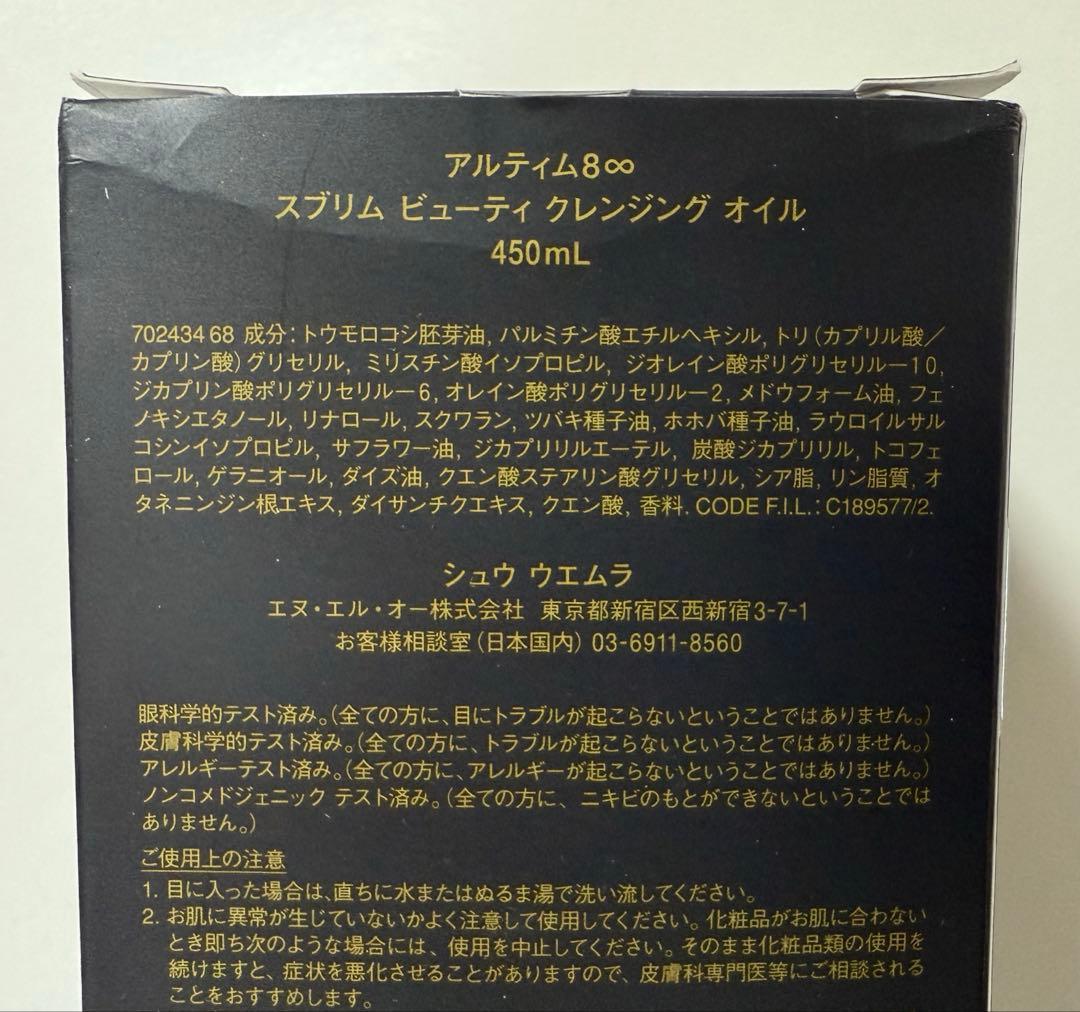 アルティム8∞
スブリム ビューティ クレンジング オイル
450mL
702434 68 成分：トウモロコシ胚芽油, パルミチン酸エチルヘキシル, トリ（カプリル酸／
カプリン酸）グリセリル, ミリスチン酸イソプロピル, ジオレイン酸ポリグリセリル－10,
ジカプリン酸ポリグリセリル－6, オレイン酸ポリグリセリル－2, メドウフォーム油, フェ
ノキシエタノール, リナロール, スクワラン, ツバキ種子油, ホホバ種子油, ラウロイルサル
コシンイソプロピル, サフラワー油, ジカプリリルエーテル, 炭酸ジカプリリル, トコフェ
ロール, ゲラニオール, ダイズ油, クエン酸ステアリン酸グリセリル, シア脂, リン脂質, オ
タネニンジン根エキス, ダイサンチクエキス, クエン酸, 香料. CODE F.I.L.：C189577/2.
シュウ ウエムラ
エヌ・エル・オー株式会社 東京都新宿区西新宿3-7-1
お客様相談室（日本国内）03-6911-8560
眼科学的テスト済み。（全ての方に、目にトラブルが起こらないということではありません。）
皮膚科学的テスト済み。（全ての方に、トラブルが起こらないということではありません。）
アレルギーテスト済み。（全ての方に、アレルギーが起こらないということではありません。）
ノンコメドジェニック テスト済み。（全ての方に、ニキビのもとができないということでは
ありません。）
ご使用上の注意
1. 目に入った場合は、直ちに水またはぬるま湯で洗い流してください。
2. お肌に異常が生じていないかよく注意して使用してください。化粧品がお肌に合わない
とき即ち次のような場合には、使用を中止してください。そのまま化粧品類の使用を
続けますと、症状を悪化させることがありますので、皮膚科専門医等にご相談される
ことをおすすめします。